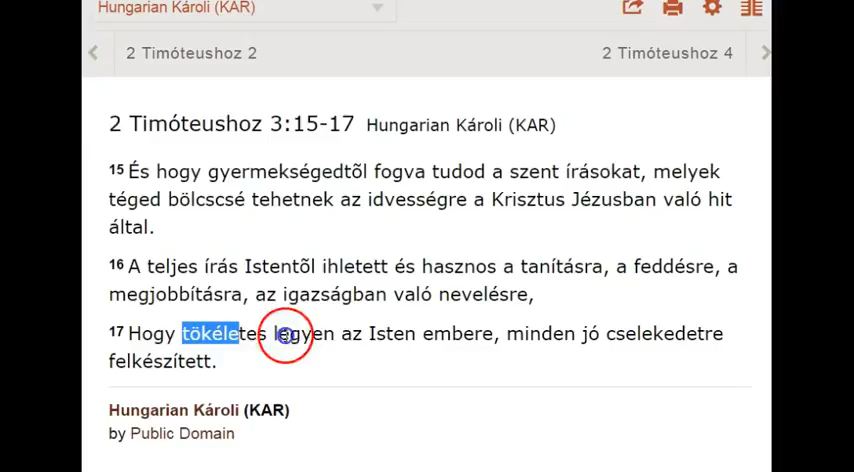 Hungarian Károli (KAR)
2 Timóteushoz 2
2 Timóteushoz 4
2 Timóteushoz 3:15-17 Hungarian Károli (KAR)
15 És hogy gyermekségedtõl fogva tudod a szent írásokat, melyek
téged bölcscsé tehetnek az idvességre a Krisztus Jézusban való hit
által.
16 A teljes írás Istentõl ihletett és hasznos a tanításra, a feddésre, a
megjobbításra, az igazságban való nevelésre,
17 Hogy tökéletes légyen az Isten embere, minden jó cselekedetre
felkészített.
Hungarian Károli (KAR)
by Public Domain